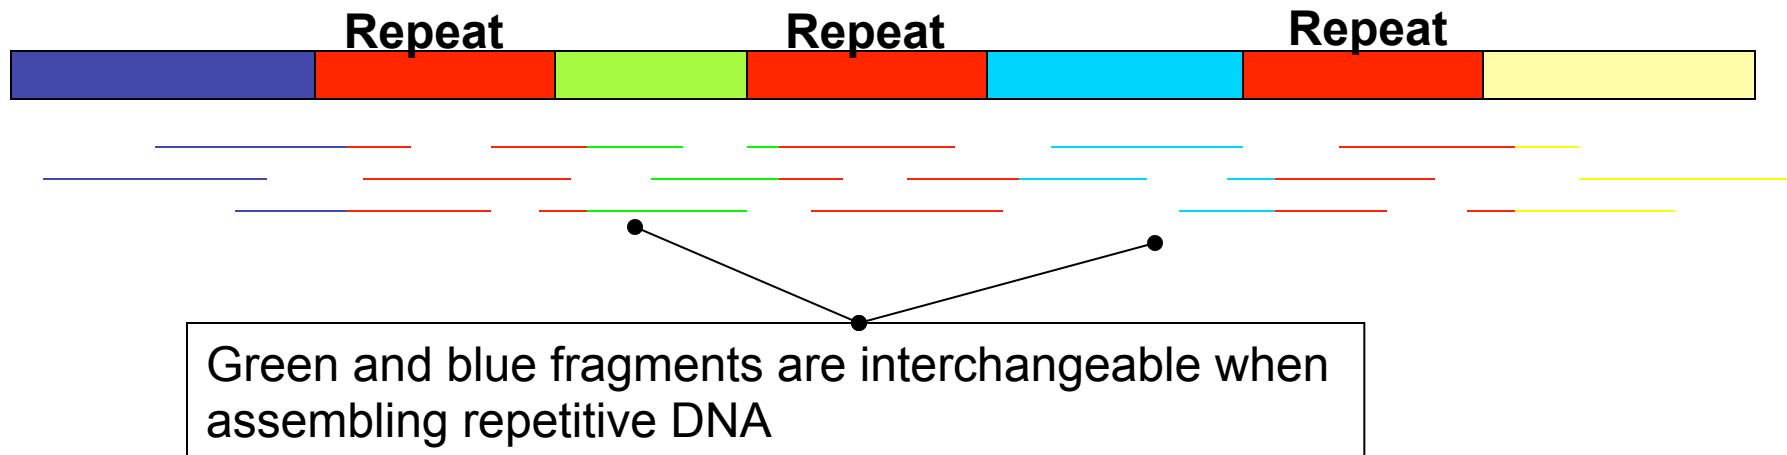 Repeat Repeat Repeat
Green and blue fragments are interchangeable when
assembling repetitive DNA